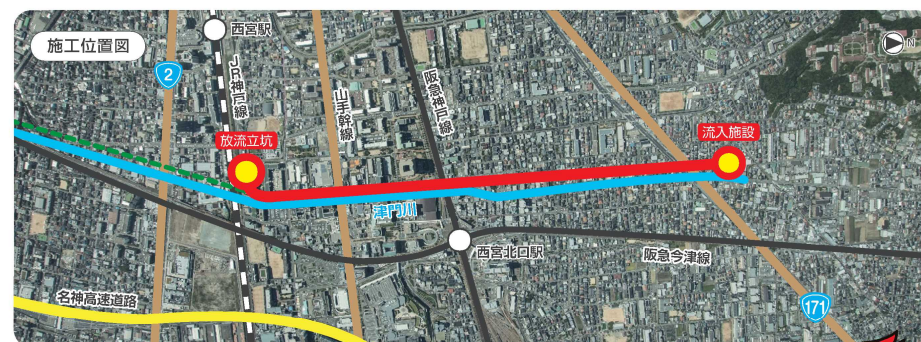 施工位置図
西宮駅
2
JR神戸線
山手幹線
阪急神戸線
N
放流立坑
流入施設
津門川
西宮北口駅
阪急今津線
名神高速道路
171